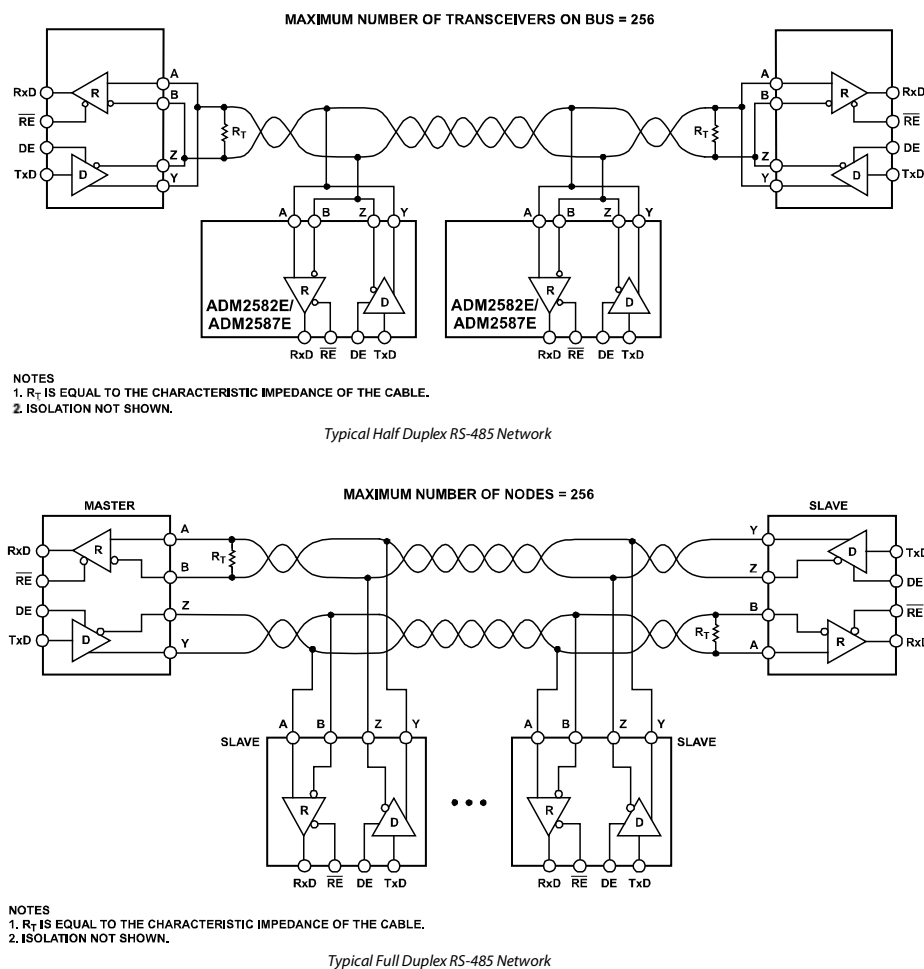 MAXIMUM NUMBER OF TRANSCEIVERS ON BUS = 256
A
A
RxD
R
B
B
R
RxD
RE
RT
RT
RE
DE
Z
Z
DE
TxD
D
Y
Y
D
TxD
A
B
Z
Y
A
B
Z
Y
R
D
R
D
ADM2582E/
ADM2587E
ADM2582E/
ADM2587E
RxD
RE
DE
TxD
RxD
RE
DE
TxD
NOTES
1. RT IS EQUAL TO THE CHARACTERISTIC IMPEDANCE OF THE CABLE.
2. ISOLATION NOT SHOWN.
Typical Half Duplex RS-485 Network
MAXIMUM NUMBER OF NODES = 256
MASTER
SLAVE
A
Y
RxD
R
RT
D
TxD
B
Z
RE
DE
DE
Z
B
RE
TxD
D
RT
R
RxD
Y
A
A
B
Z
Y
A
B
Z
Y
SLAVE
SLAVE
R
D
R
D
RxD
RE
DE
TxD
RxD
RE
DE
TxD
NOTES
1. RT IS EQUAL TO THE CHARACTERISTIC IMPEDANCE OF THE CABLE.
2. ISOLATION NOT SHOWN.
Typical Full Duplex RS-485 Network